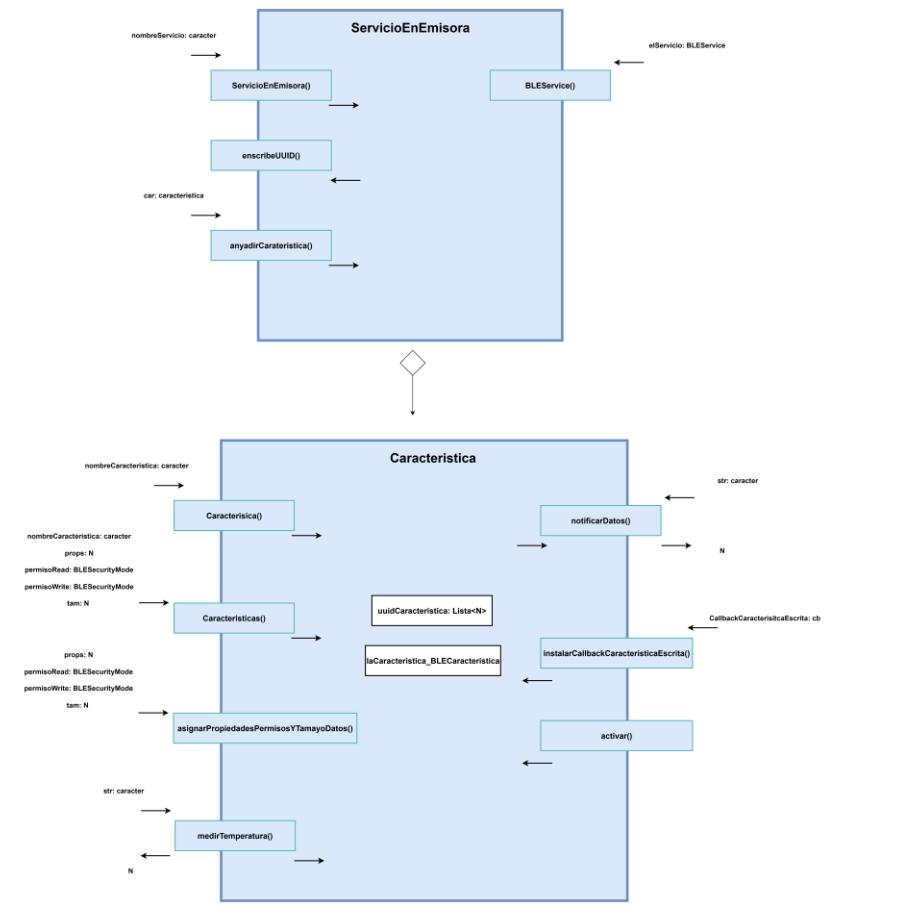 ServicioEnEmisora
nombreServicio: caracter
elServicio: BLEService
ServicioEnEmisora()
BLEService()
enscribeUUID()
car: caracteristica
anyadirCarateristica()
Caracteristica
nombreCaracteristica: caracter
str: caracter
Caracterisica()
notificarDatos()
nombreCaracteristica: caracter
N
props: N
permisoRead: BLESecurityMode
permisoWrite: BLESecurityMode
tam: N
uuidCaracteristica: Lista<N>
Caracteristicas()
CallbackCaracterisitcaEscrita: cb
props: N
laCaracteristica_BLECaracteristica
instalarCallbackCaracteristicaEscrita()
permisoRead: BLESecurityMode
permisoWrite: BLESecurityMode
tam: N
asignarPropiedadesPermisosYTamayoDatos()
activar()
str: caracter
medirTemperatura()
N